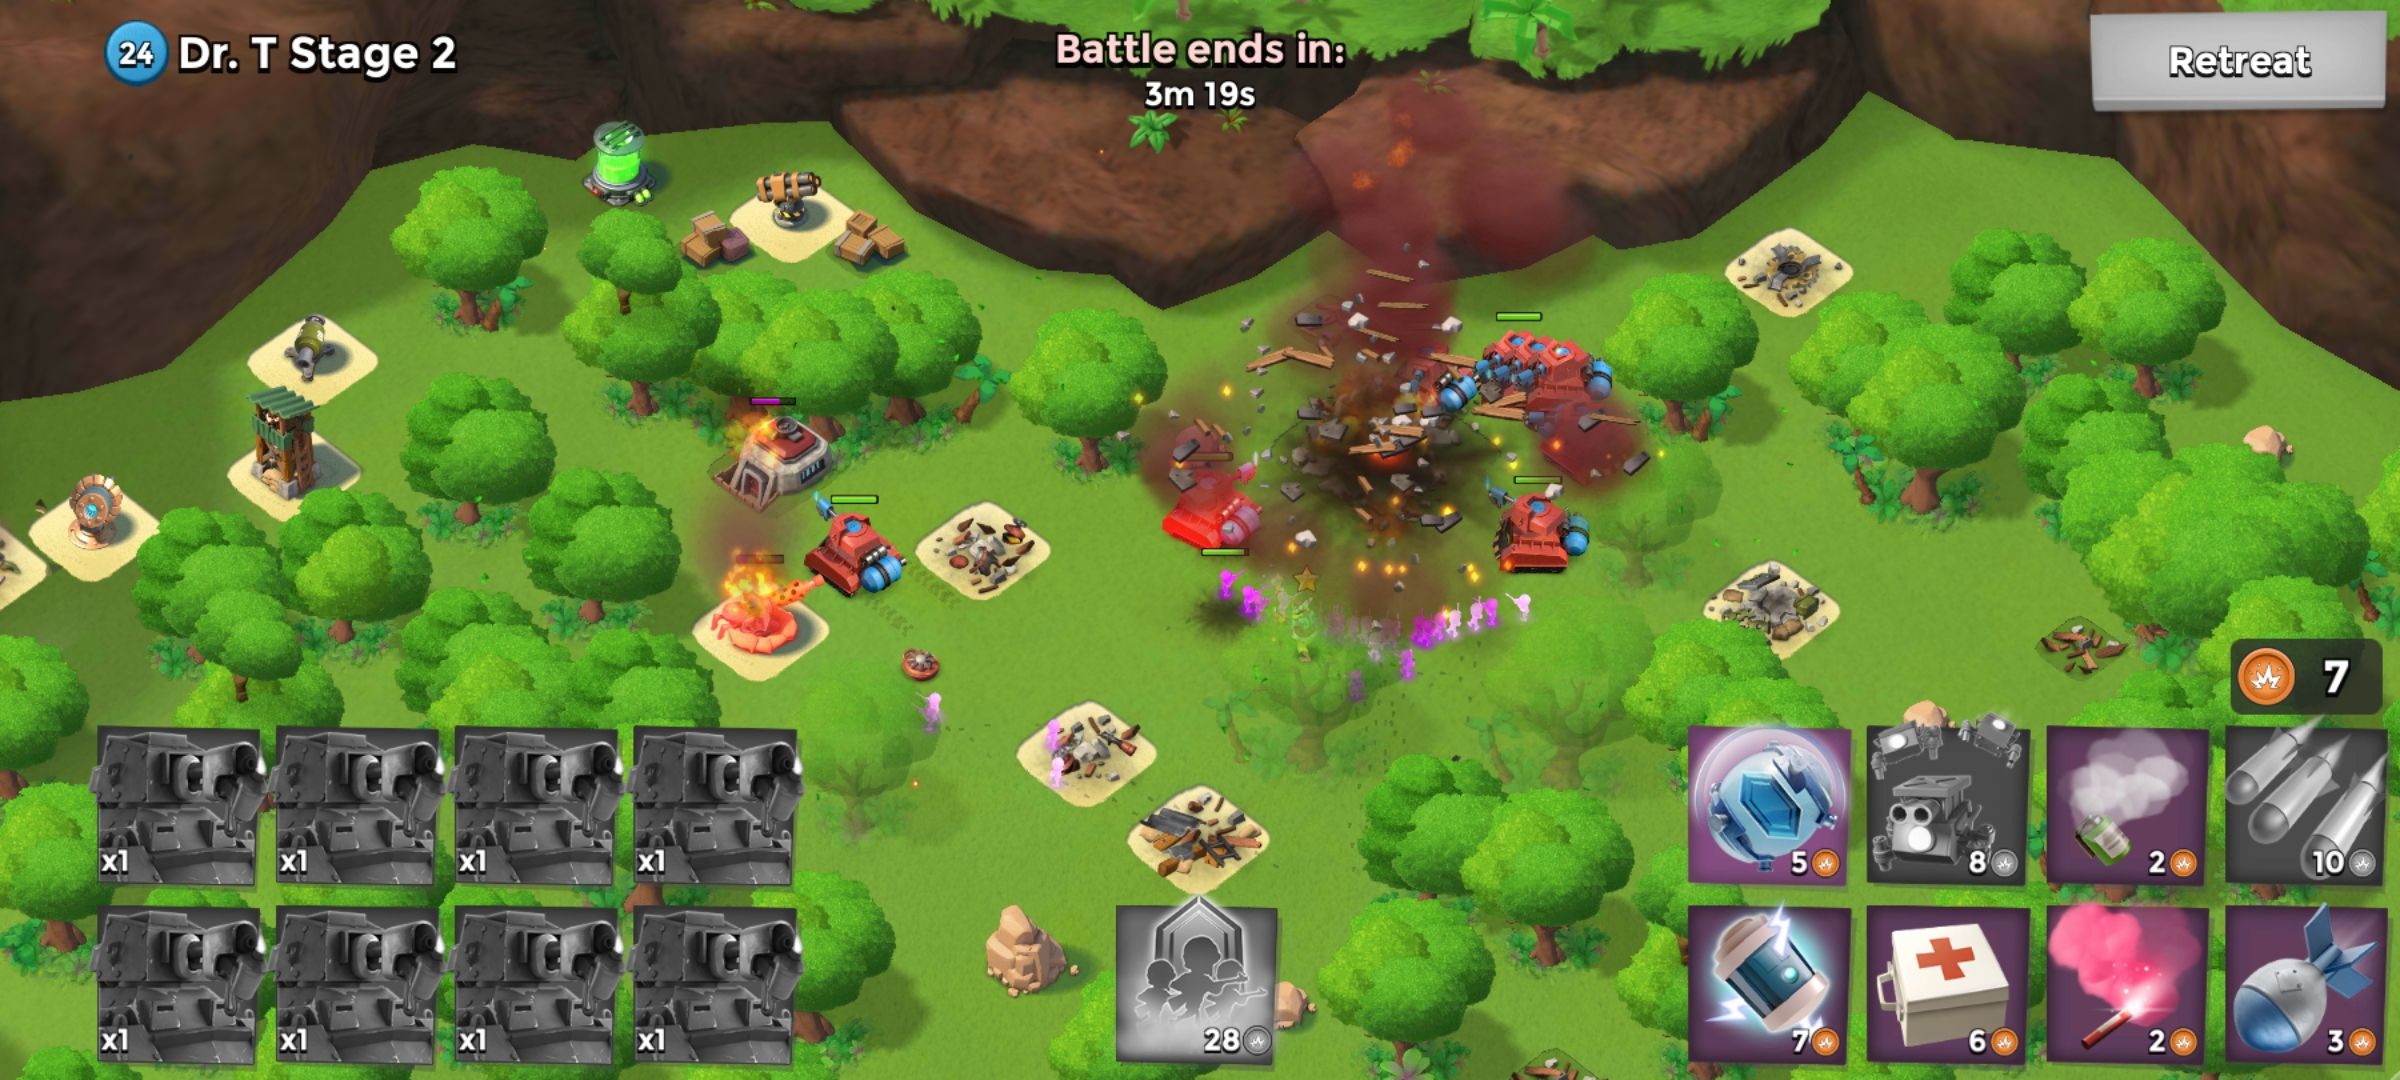 24 Dr. T Stage 2
Battle ends in:
3m 19s
Retreat
7
x1 x1 x1 x1
5 8 2 10
x1 x1 x1 x1
28
7 6 2 3